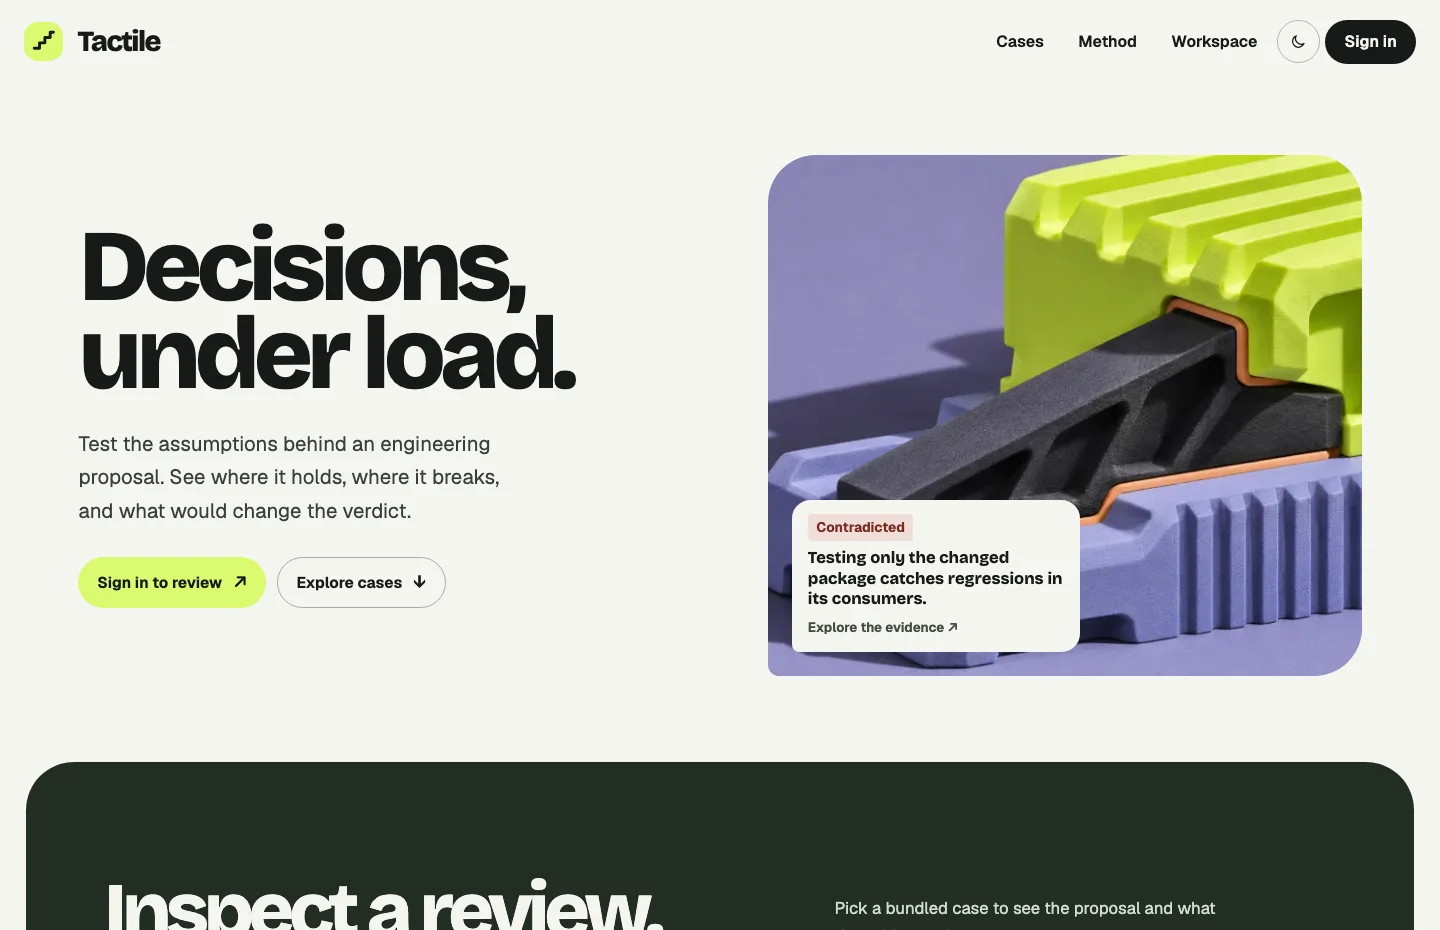 Tactile
Cases
Method
Workspace
Sign in
Decisions,
under load.
Test the assumptions behind an engineering
proposal. See where it holds, where it breaks,
and what would change the verdict.
Sign in to review ↗
Explore cases ↓
Contradicted
Testing only the changed
package catches regressions in
its consumers.
Explore the evidence ↗
Inspect a review.
Pick a bundled case to see the proposal and what